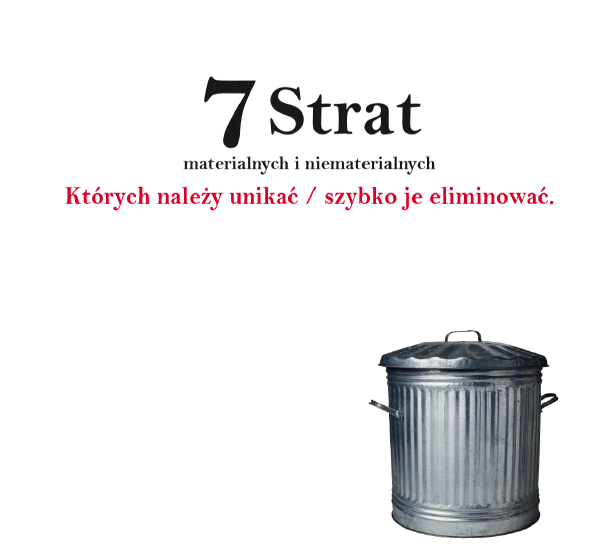 7 Strat
materialnych i niematerialnych
Których należy unikać / szybko je eliminować.